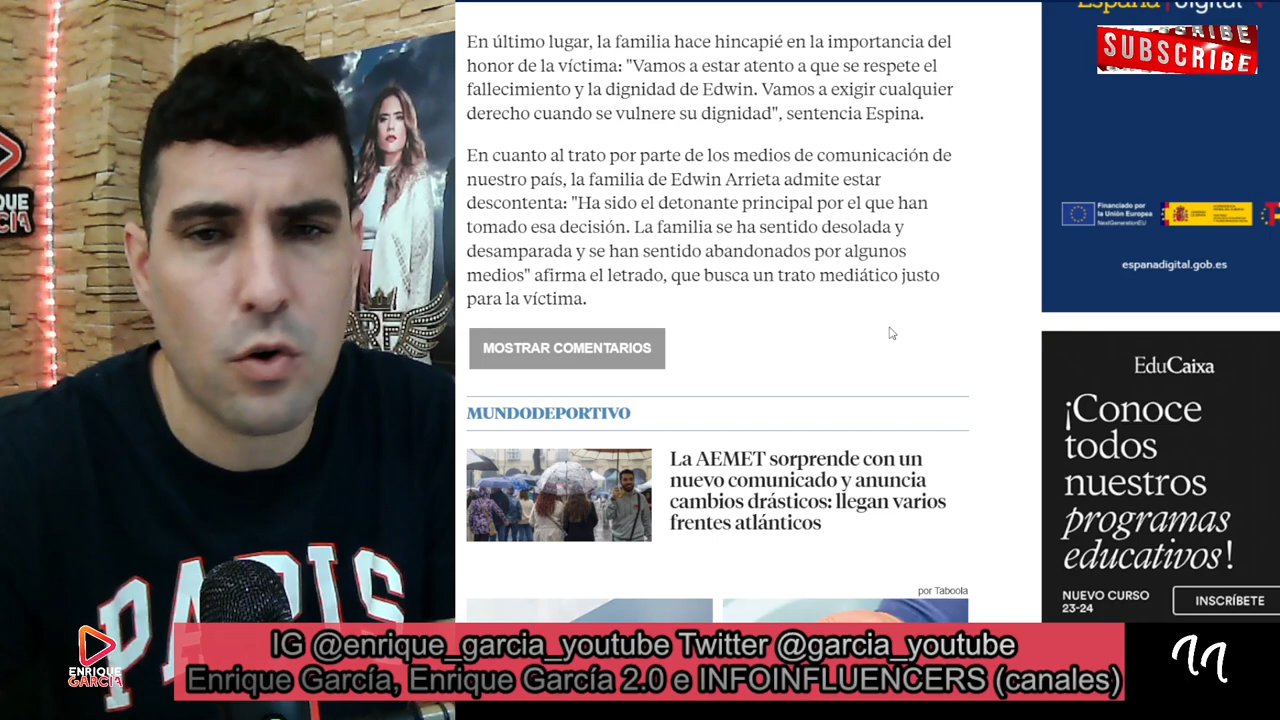 España | digital
SUBSCRIBE
En último lugar, la familia hace hincapié en la importancia del
honor de la víctima: "Vamos a estar atento a que se respete el
fallecimiento y la dignidad de Edwin. Vamos a exigir cualquier
derecho cuando se vulnere su dignidad", sentencia Espina.
En cuanto al trato por parte de los medios de comunicación de
nuestro país, la familia de Edwin Arrieta admite estar
descontenta: "Ha sido el detonante principal por el que han
tomado esa decisión. La familia se ha sentido desolada y
desamparada y se han sentido abandonados por algunos
medios" afirma el letrado, que busca un trato mediático justo
para la víctima.
MOSTRAR COMENTARIOS
MUNDODEPORTIVO
La AEMET sorprende con un
nuevo comunicado y anuncia
cambios drásticos: llegan varios
frentes atlánticos
por Taboola
Financiado por
la Unión Europea
NextGenerationEU
espanadigital.gob.es
EduCaixa
¡Conoce
todos
nuestros
programas
educativos!
NUEVO CURSO
23-24
INSCRÍBETE
PARIS
ENRIQUE
GARCÍA
IG @enrique_garcia_youtube Twitter @garcia_youtube
Enrique García, Enrique García 2.0 e INFOINFLUENCERS (canales)